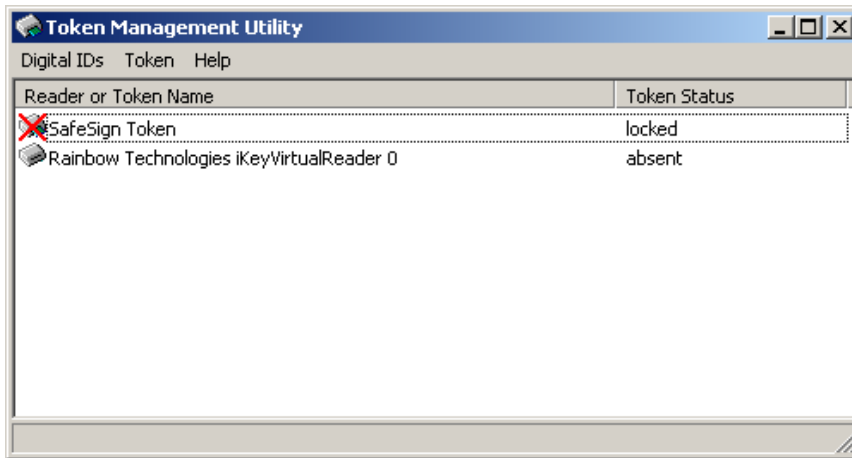 Token Management Utility
Digital IDs Token Help
Reader or Token Name Token Status
SafeSign Token locked
Rainbow Technologies iKeyVirtualReader 0 absent